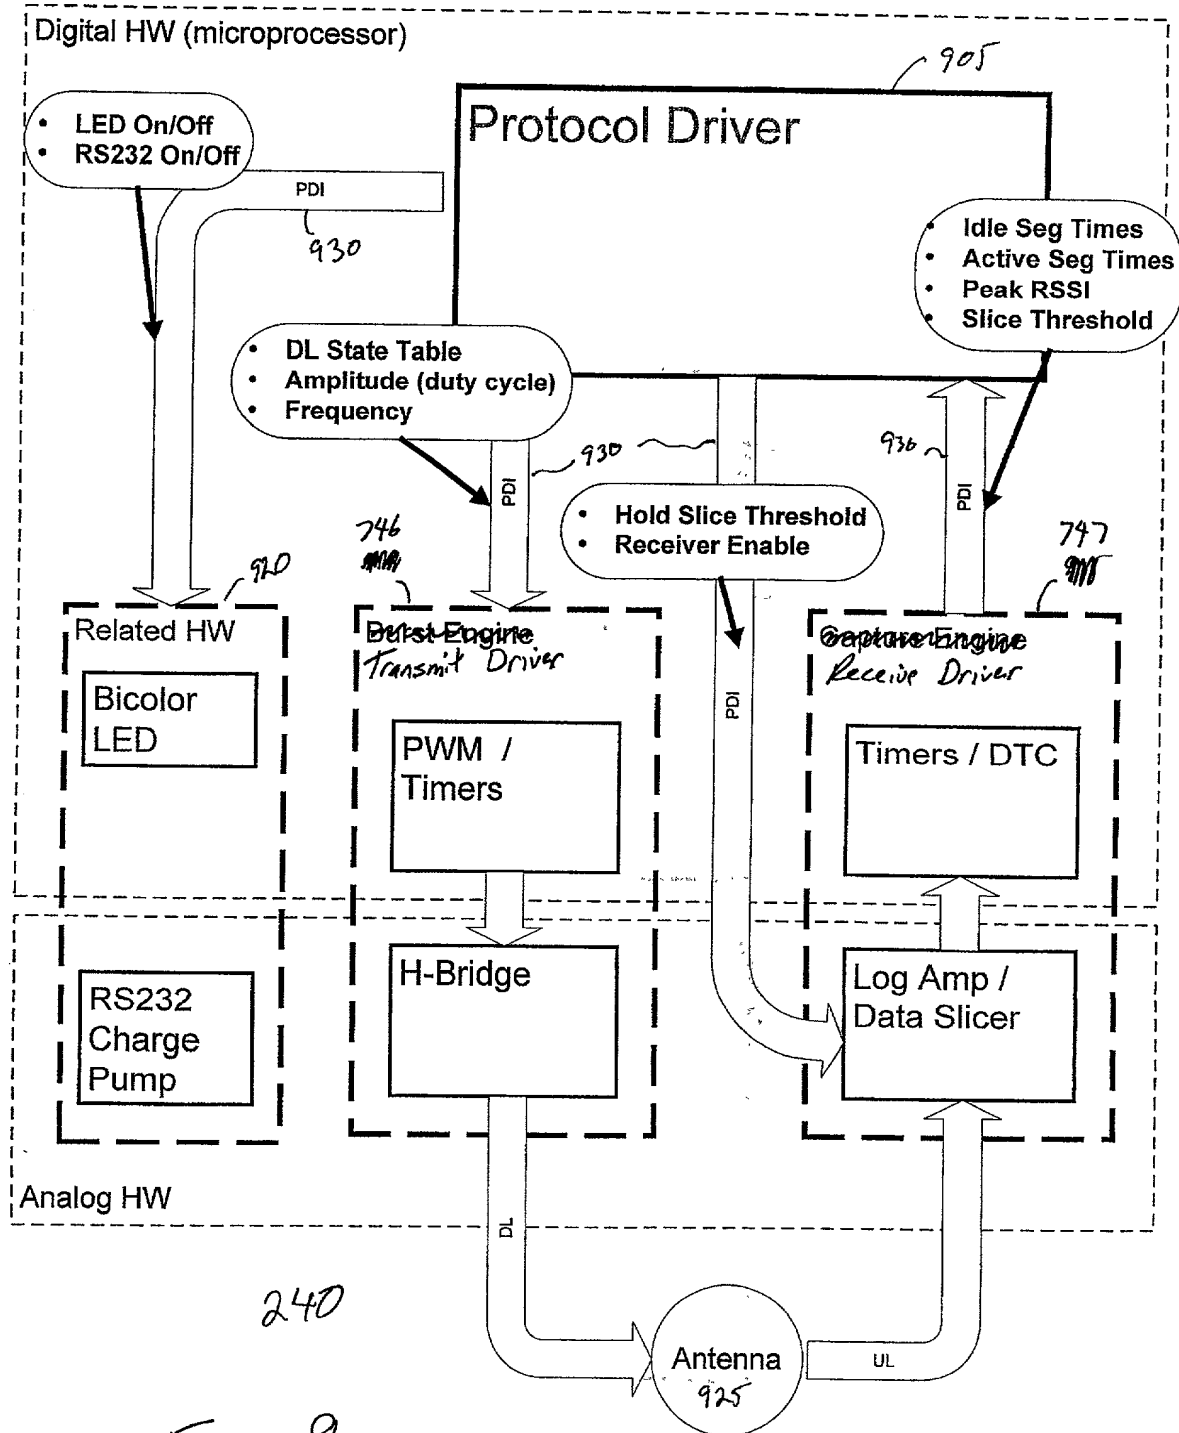 Digital HW (microprocessor)
905
Protocol Driver
• LED On/Off
• RS232 On/Off
PDI
930
• Idle Seg Times
• Active Seg Times
• Peak RSSI
• Slice Threshold
• DL State Table
• Amplitude (duty cycle)
• Frequency
930
930
PDI
PDI
• Hold Slice Threshold
• Receiver Enable
746
747
920
Related HW
Burst Engine
Transmit Driver
Capture Engine
Receive Driver
Bicolor
LED
PWM /
Timers
PDI
Timers / DTC
RS232
Charge
Pump
H-Bridge
Log Amp /
Data Slicer
Analog HW
DL
240
Antenna
925
UL
9